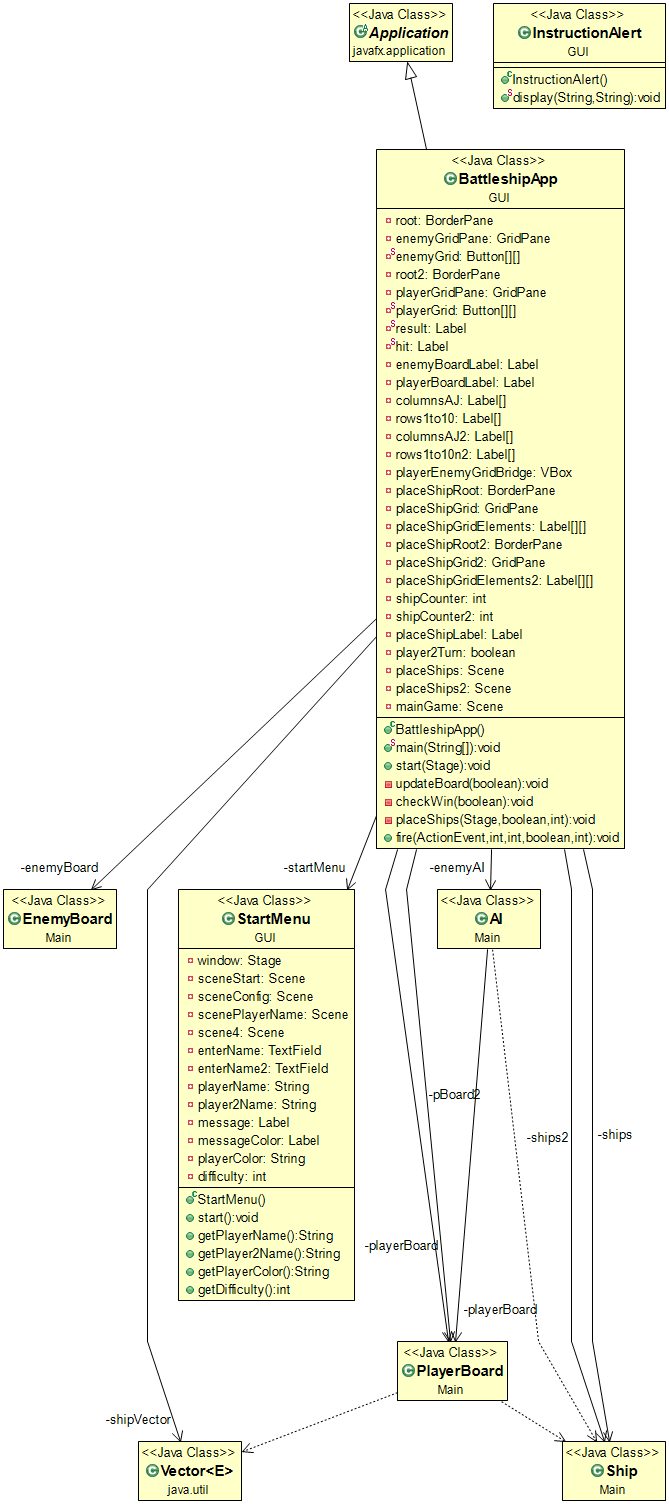 <<Java Class>>
Application
javafx.application
<<Java Class>>
InstructionAlert
GUI
InstructionAlert()
display(String,String):void
<<Java Class>>
BattleshipApp
GUI
root: BorderPane
enemyGridPane: GridPane
enemyGrid: Button[][]
root2: BorderPane
playerGridPane: GridPane
playerGrid: Button[][]
result: Label
hit: Label
enemyBoardLabel: Label
playerBoardLabel: Label
columnsAJ: Label[]
rows1to10: Label[]
columnsAJ2: Label[]
rows1to10n2: Label[]
playerEnemyGridBridge: VBox
placeShipRoot: BorderPane
placeShipGrid: GridPane
placeShipGridElements: Label[][]
placeShipRoot2: BorderPane
placeShipGrid2: GridPane
placeShipGridElements2: Label[][]
shipCounter: int
shipCounter2: int
placeShipLabel: Label
player2Turn: boolean
placeShips: Scene
placeShips2: Scene
mainGame: Scene
BattleshipApp()
main(String[]):void
start(Stage):void
updateBoard(boolean):void
checkWin(boolean):void
placeShips(Stage,boolean,int):void
fire(ActionEvent,int,int,boolean,int):void
-enemyBoard
-startMenu
-enemyAI
<<Java Class>>
EnemyBoard
Main
<<Java Class>>
StartMenu
GUI
window: Stage
sceneStart: Scene
sceneConfig: Scene
scenePlayerName: Scene
scene4: Scene
enterName: TextField
enterName2: TextField
playerName: String
player2Name: String
message: Label
messageColor: Label
playerColor: String
difficulty: int
StartMenu()
start():void
getPlayerName():String
getPlayer2Name():String
getPlayerColor():String
getDifficulty():int
<<Java Class>>
AI
Main
-pBoard2
-ships2
-ships
-playerBoard
-playerBoard
<<Java Class>>
PlayerBoard
Main
-shipVector
<<Java Class>>
Vector<E>
java.util
<<Java Class>>
Ship
Main